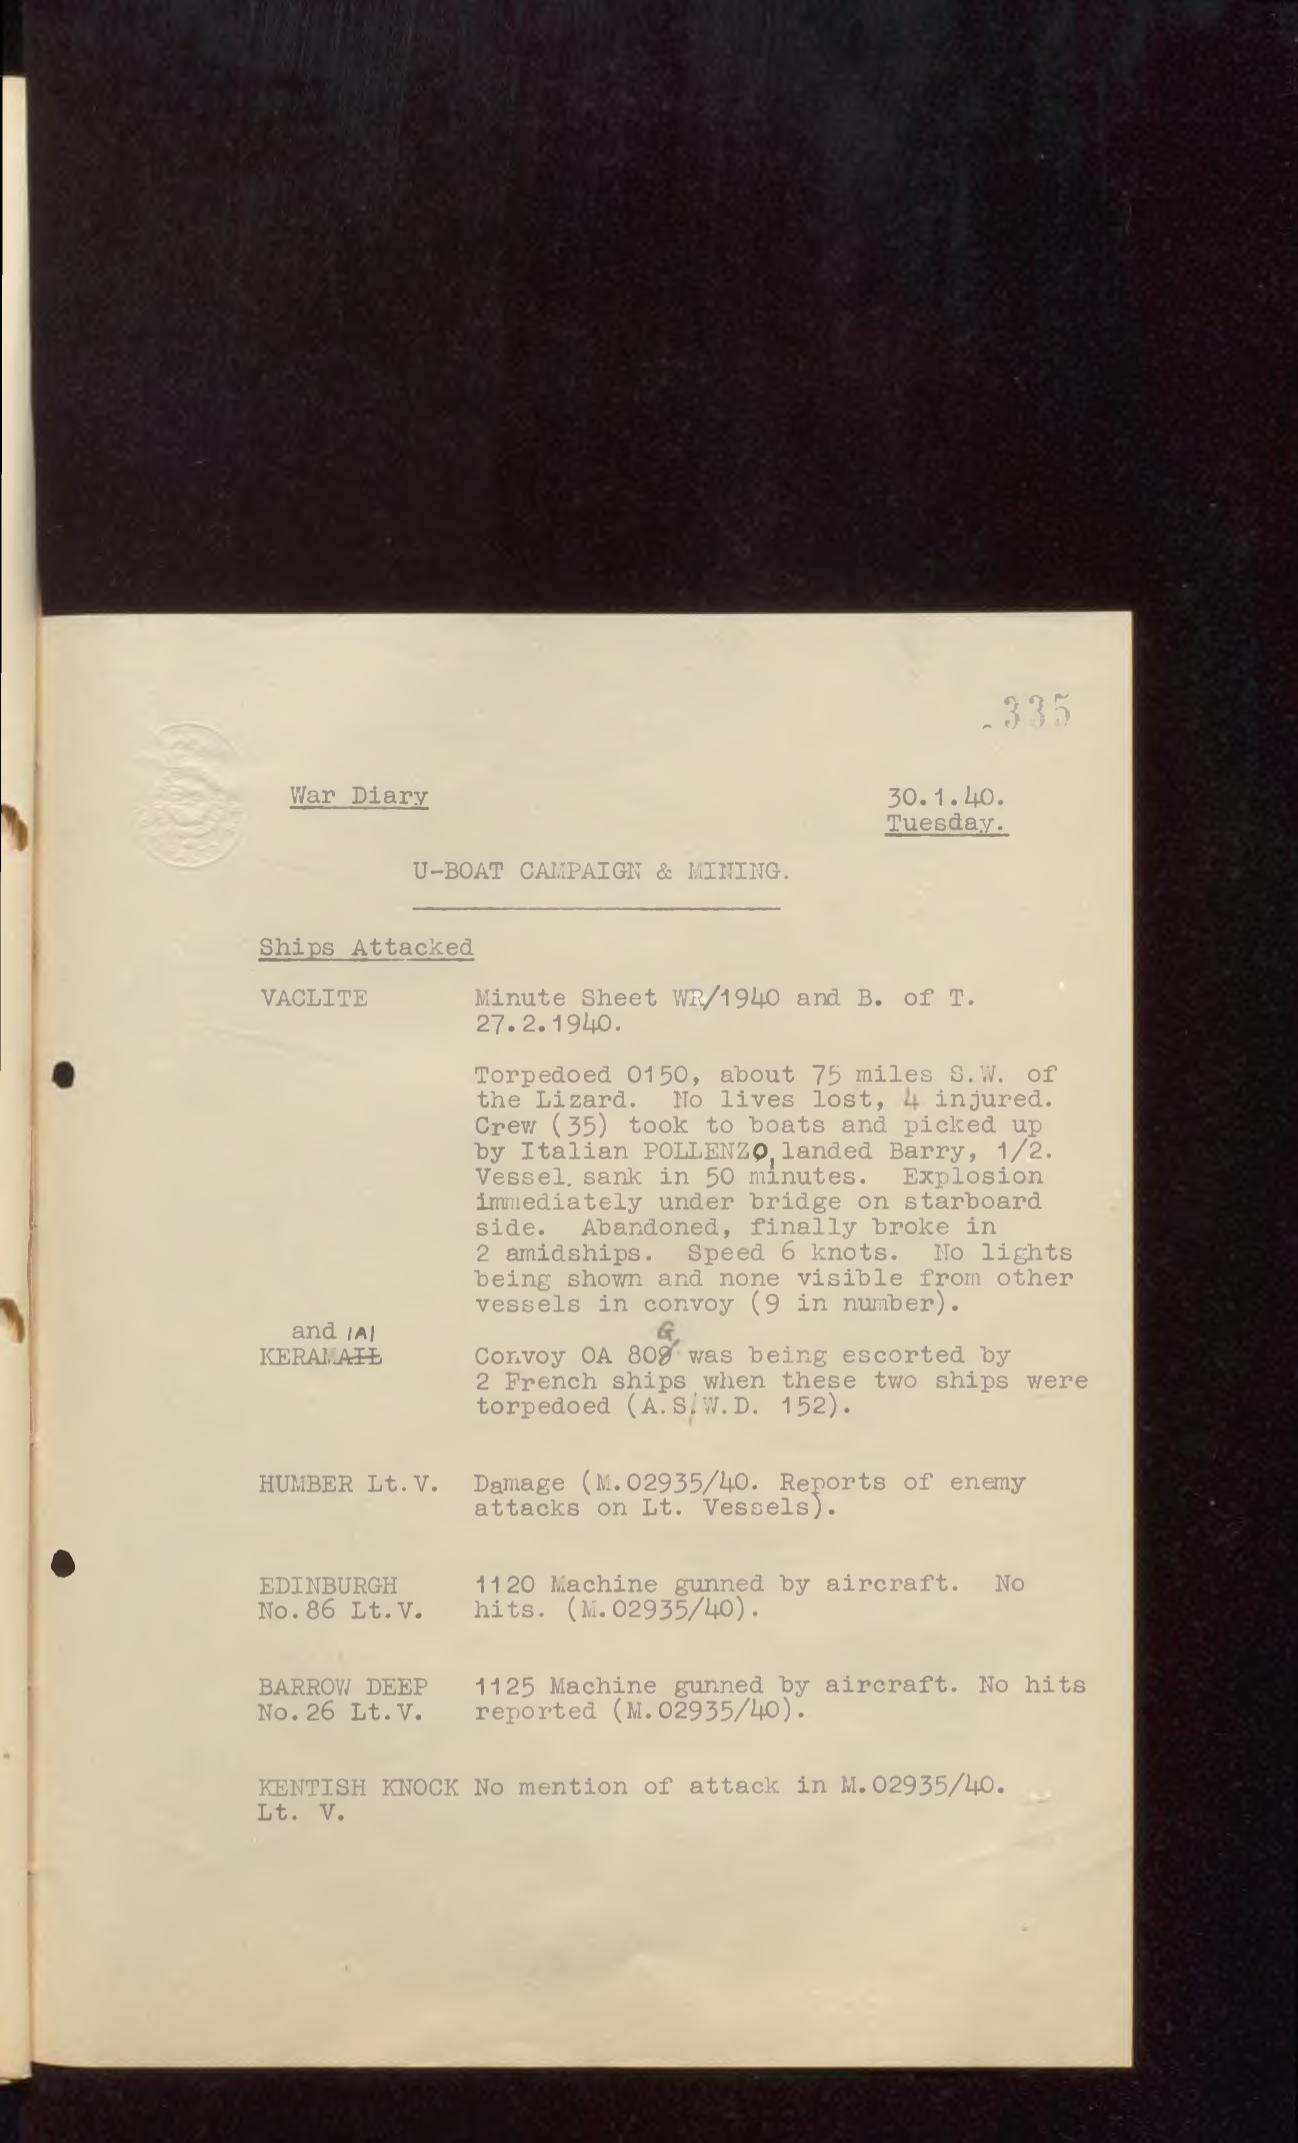 335
War Diary 30.1.40.
Tuesday.
U-BOAT CAMPAIGN & MINING.
Ships Attacked
VACLITE Minute Sheet WR/1940 and B. of T.
27.2.1940.
Torpedoed 0150, about 75 miles S.W. of
the Lizard. No lives lost, 4 injured.
Crew (35) took to boats and picked up
by Italian POLLENZO, landed Barry, 1/2.
Vessel sank in 50 minutes. Explosion
immediately under bridge on starboard
side. Abandoned, finally broke in
2 amidships. Speed 6 knots. No lights
being shown and none visible from other
vessels in convoy (9 in number).
and IAI G
KERAMAIL Convoy OA 80 was being escorted by
2 French ships when these two ships were
torpedoed (A.S.W.D. 152).
HUMBER Lt.V. Damage (M.02935/40. Reports of enemy
attacks on Lt. Vessels).
EDINBURGH 1120 Machine gunned by aircraft. No
No.86 Lt.V. hits. (M.02935/40).
BARROW DEEP 1125 Machine gunned by aircraft. No hits
No.26 Lt.V. reported (M.02935/40).
KENTISH KNOCK No mention of attack in M.02935/40.
Lt. V.